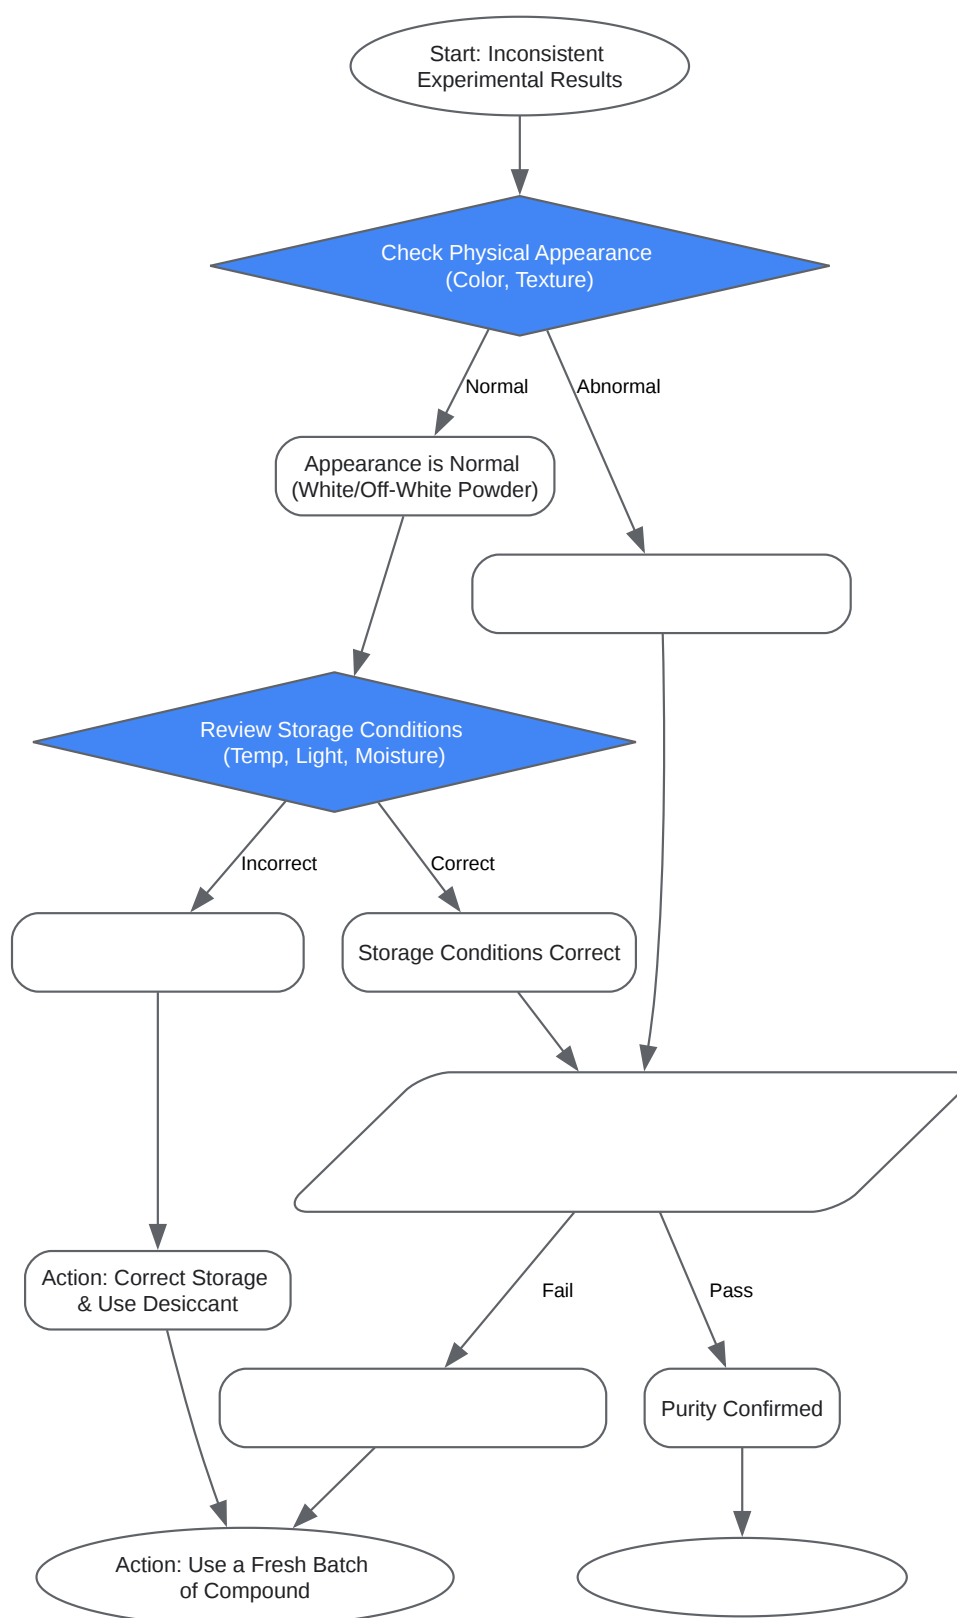 Start: Inconsistent
Experimental Results
Check Physical Appearance
(Color, Texture)
Normal
Abnormal
Appearance is Normal
(White/Off-White Powder)
Review Storage Conditions
(Temp, Light, Moisture)
Incorrect
Correct
Storage Conditions Correct
Action: Correct Storage
& Use Desiccant
Fail
Pass
Purity Confirmed
Action: Use a Fresh Batch
of Compound